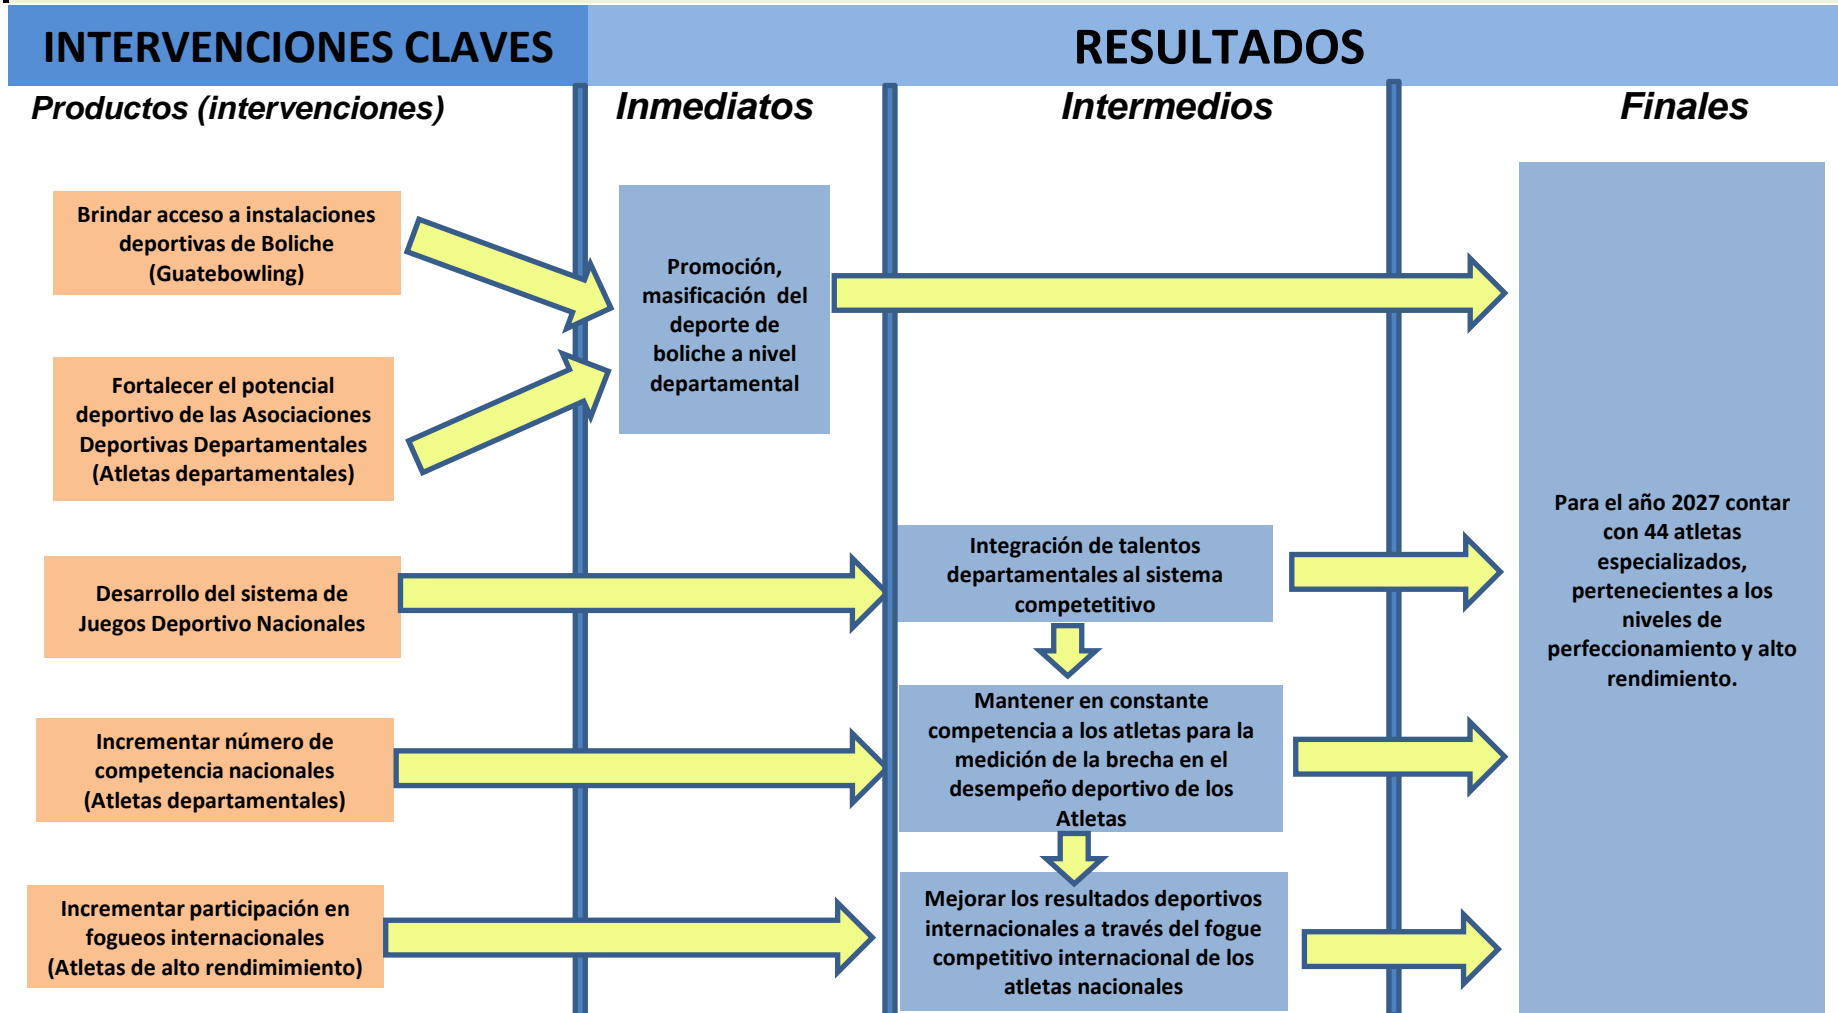 INTERVENCIONES CLAVES
RESULTADOS
Productos (intervenciones)
Inmediatos
Intermedios
Finales
Brindar acceso a instalaciones
deportivas de Boliche
(Guatebowling)
Fortalecer el potencial
deportivo de las Asociaciones
Deportivas Departamentales
(Atletas departamentales)
Desarrollo del sistema de
Juegos Deportivo Nacionales
Incrementar número de
competencia nacionales
(Atletas departamentales)
Incrementar participación en
fogueos internacionales
(Atletas de alto rendimimiento)
Promoción,
masificación del
deporte de
boliche a nivel
departamental
Integración de talentos
departamentales al sistema
competetitivo
Mantener en constante
competencia a los atletas para la
medición de la brecha en el
desempeño deportivo de los
Atletas
Mejorar los resultados deportivos
internacionales a través del fogue
competitivo internacional de los
atletas nacionales
Para el año 2027 contar
con 44 atletas
especializados,
pertenecientes a los
niveles de
perfeccionamiento y alto
rendimiento.